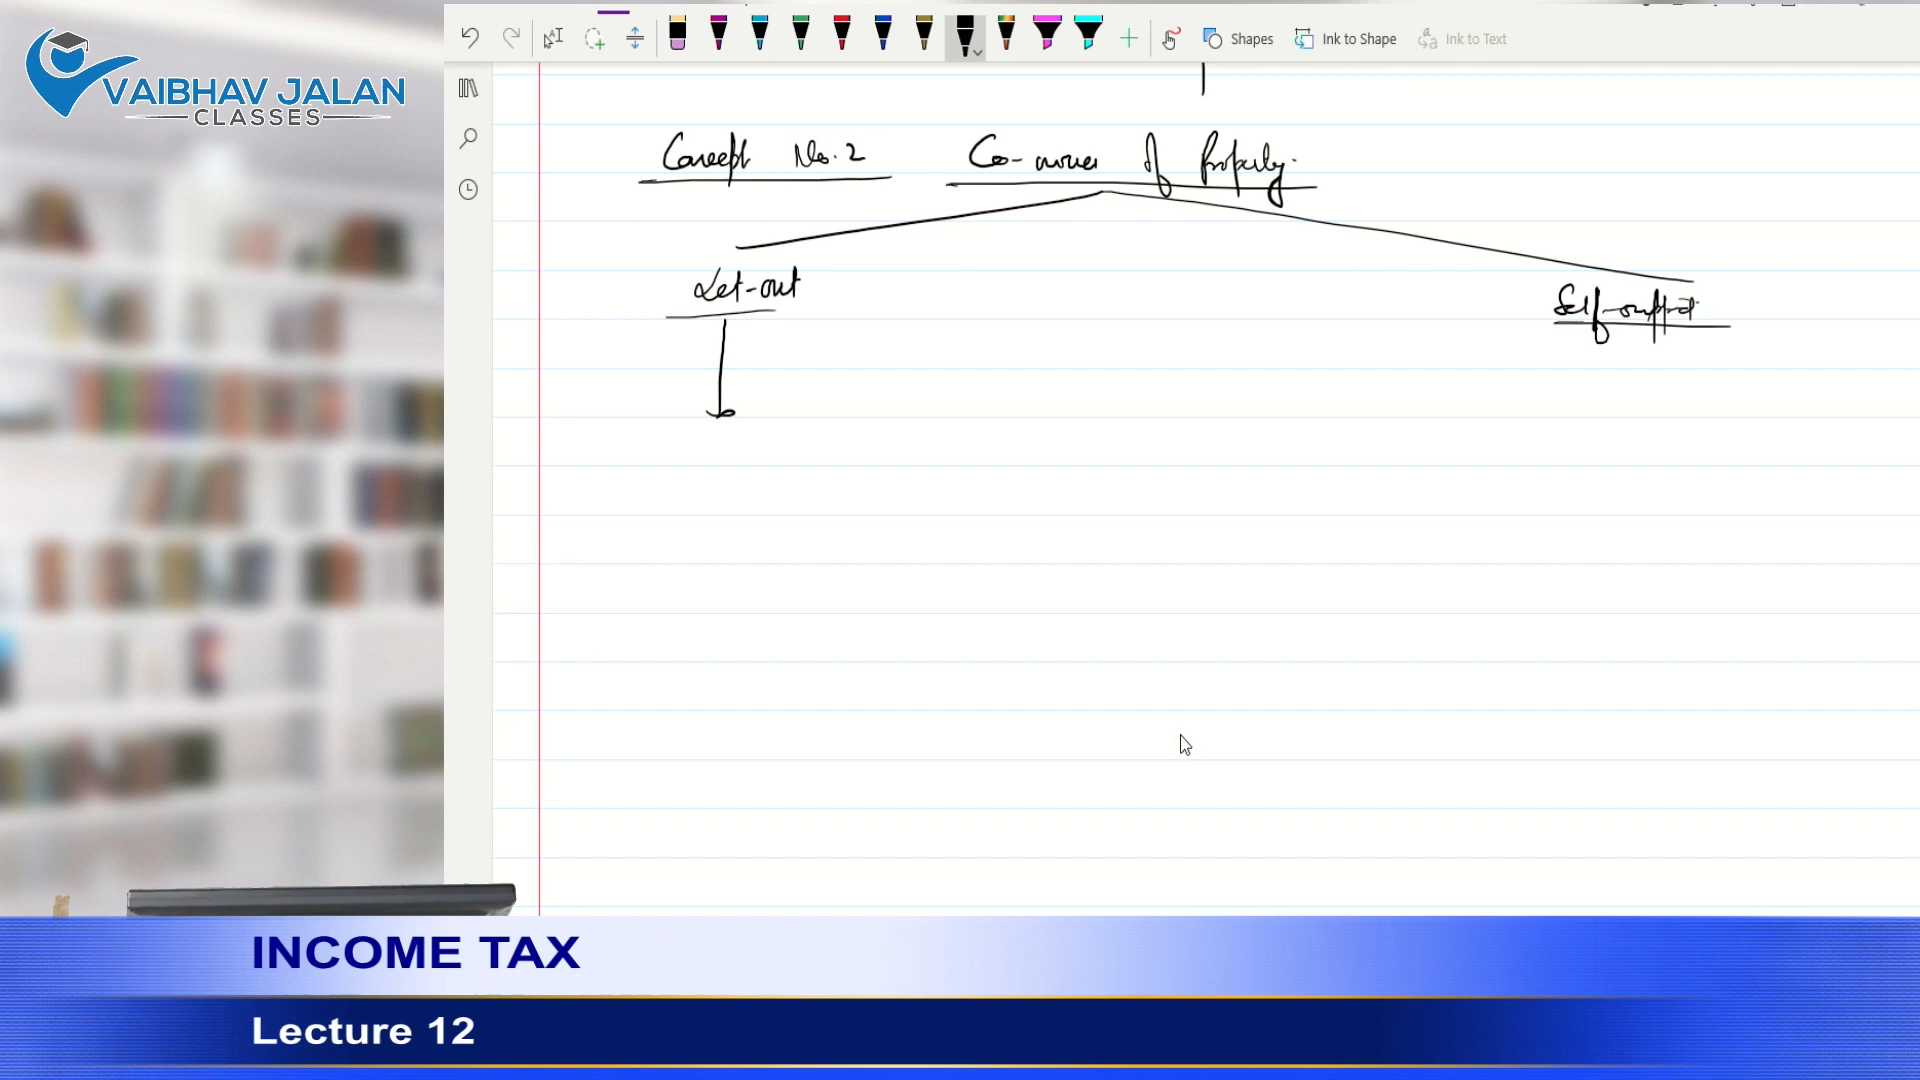 VAIBHAV JALAN
CLASSES
Shapes
Ink to Shape
Ink to Text
Concept No.2 Co-owner of Property.
Let-out
Self-occupied
INCOME TAX
Lecture 12